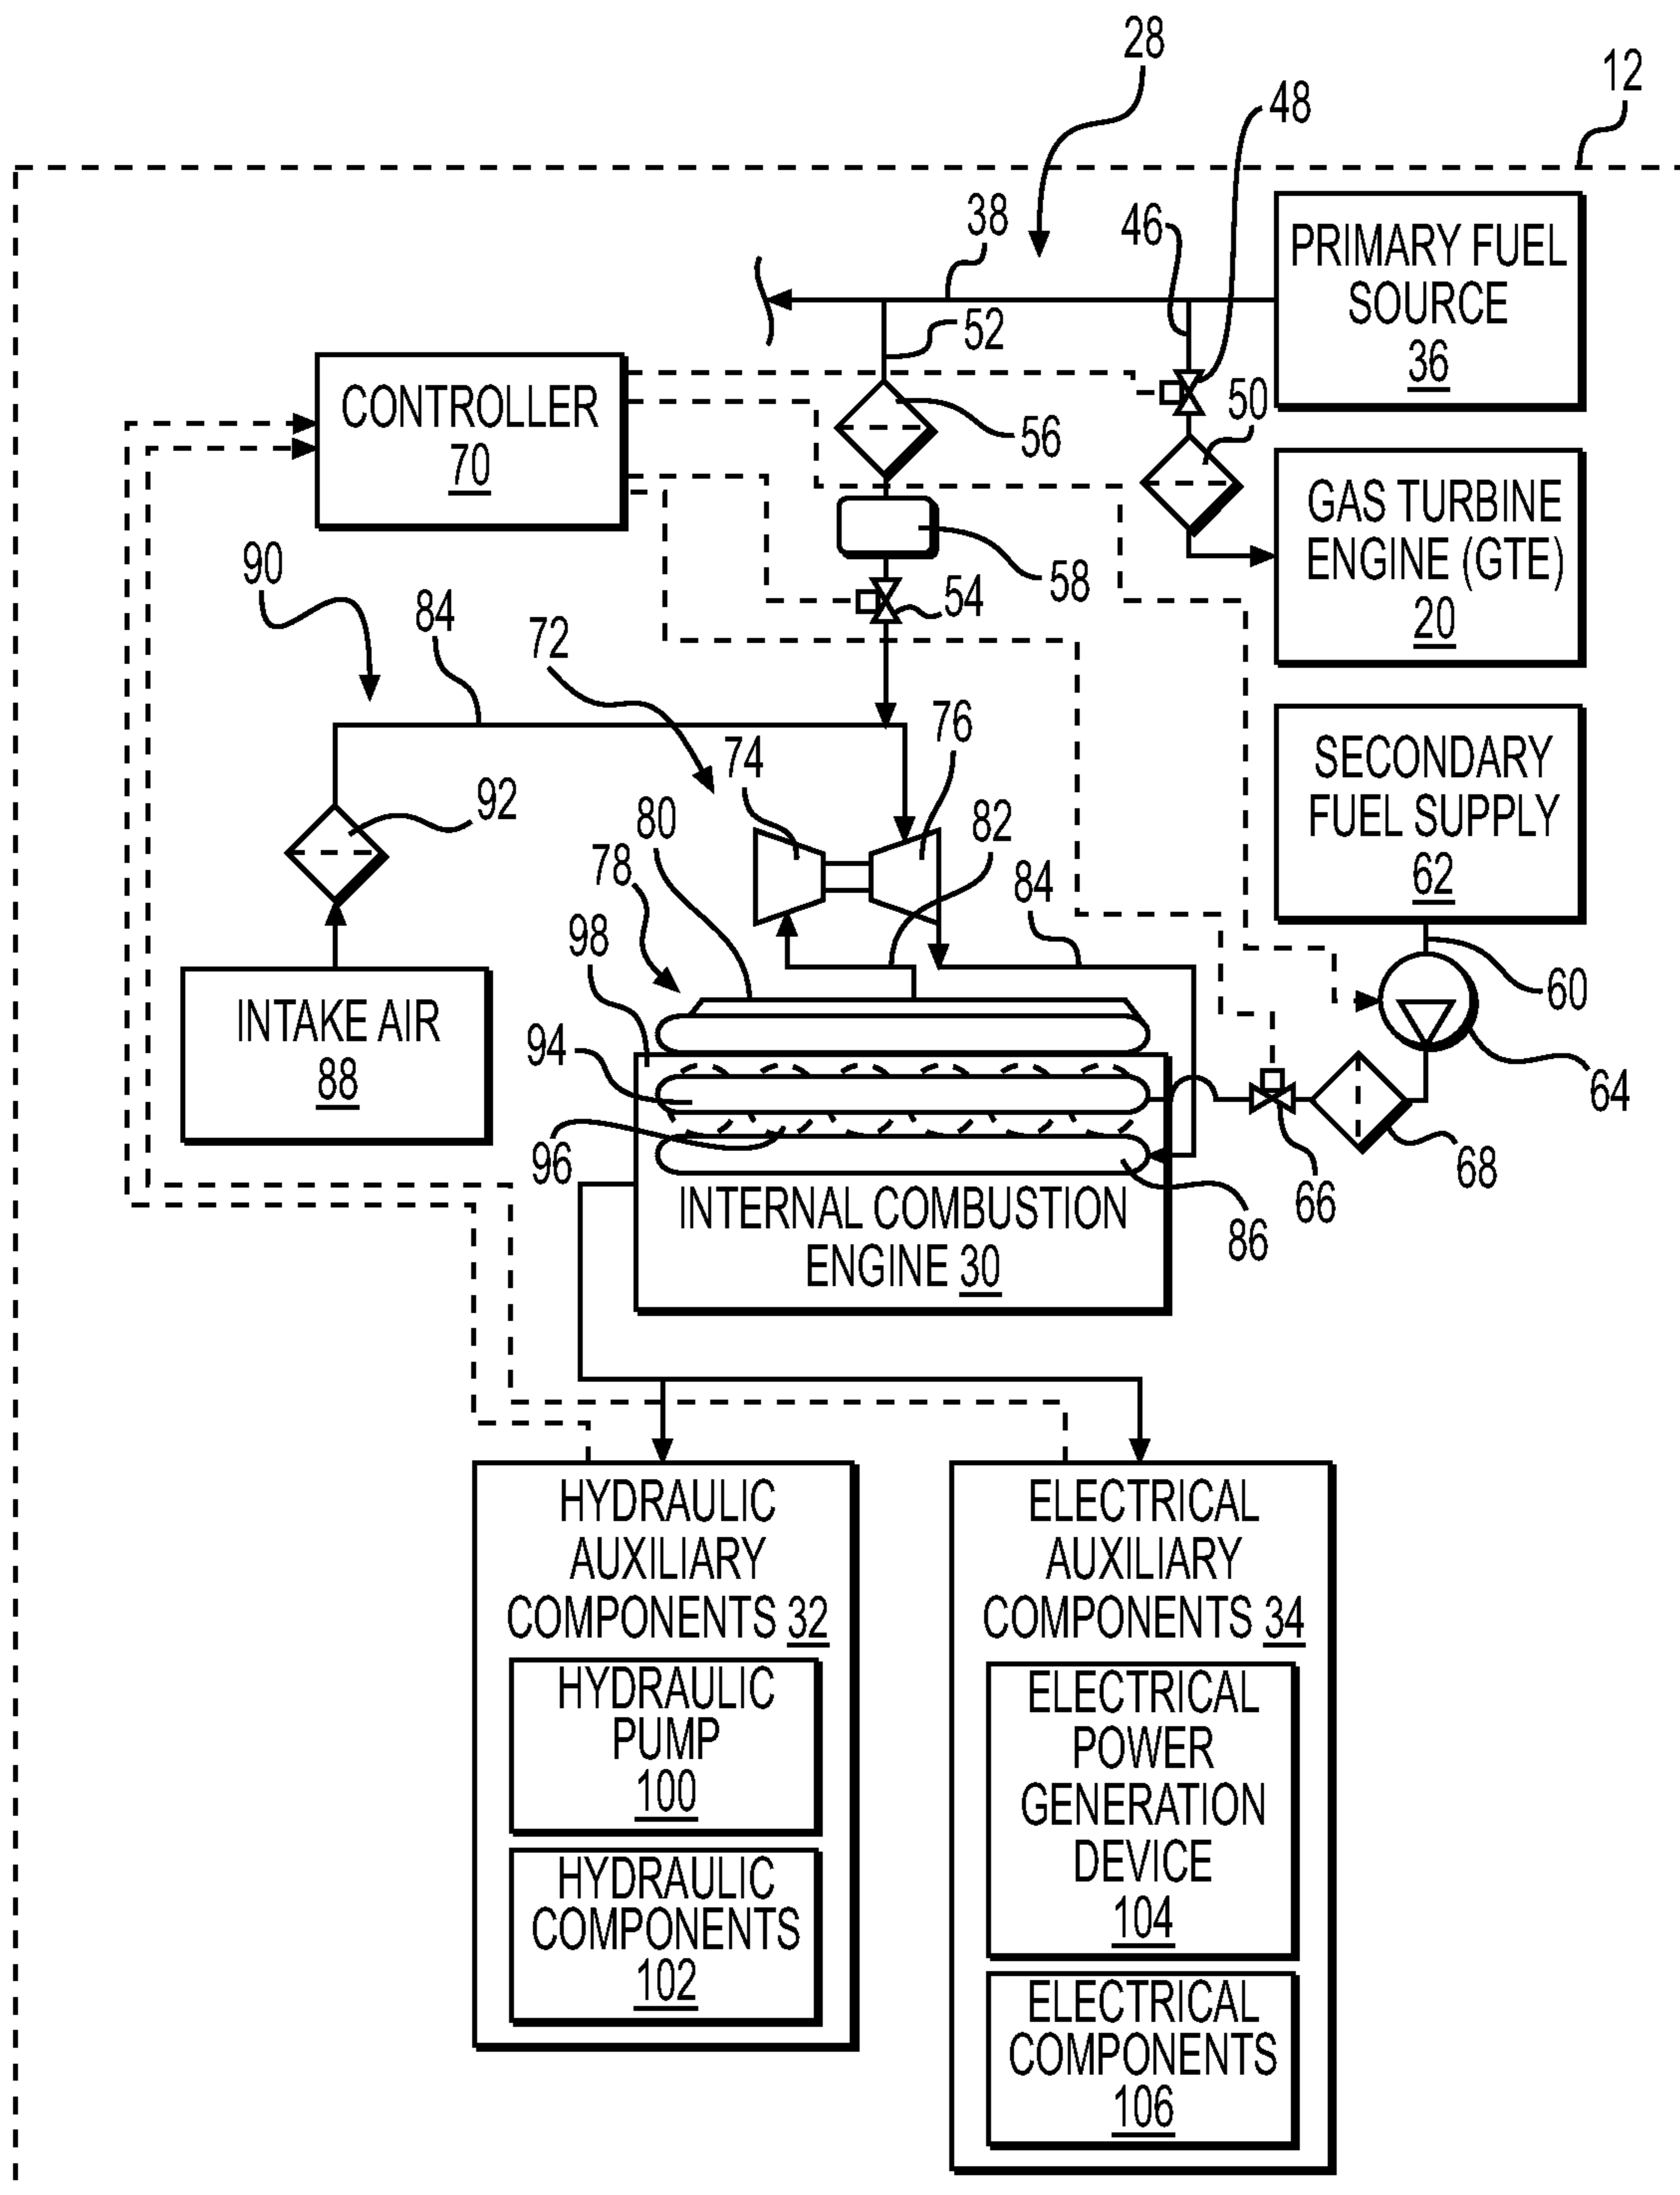 28
12
48
38
46
PRIMARY FUEL
SOURCE
36
52
CONTROLLER
70
50
56
GAS TURBINE
ENGINE (GTE)
20
58
54
90
84
72
76
74
SECONDARY
FUEL SUPPLY
62
92
80
82
78
84
98
60
INTAKE AIR
88
94
64
96
68
66
86
INTERNAL COMBUSTION
ENGINE 30
HYDRAULIC
AUXILIARY
COMPONENTS 32
HYDRAULIC
PUMP
100
HYDRAULIC
COMPONENTS
102
ELECTRICAL
AUXILIARY
COMPONENTS 34
ELECTRICAL
POWER
GENERATION
DEVICE
104
ELECTRICAL
COMPONENTS
106